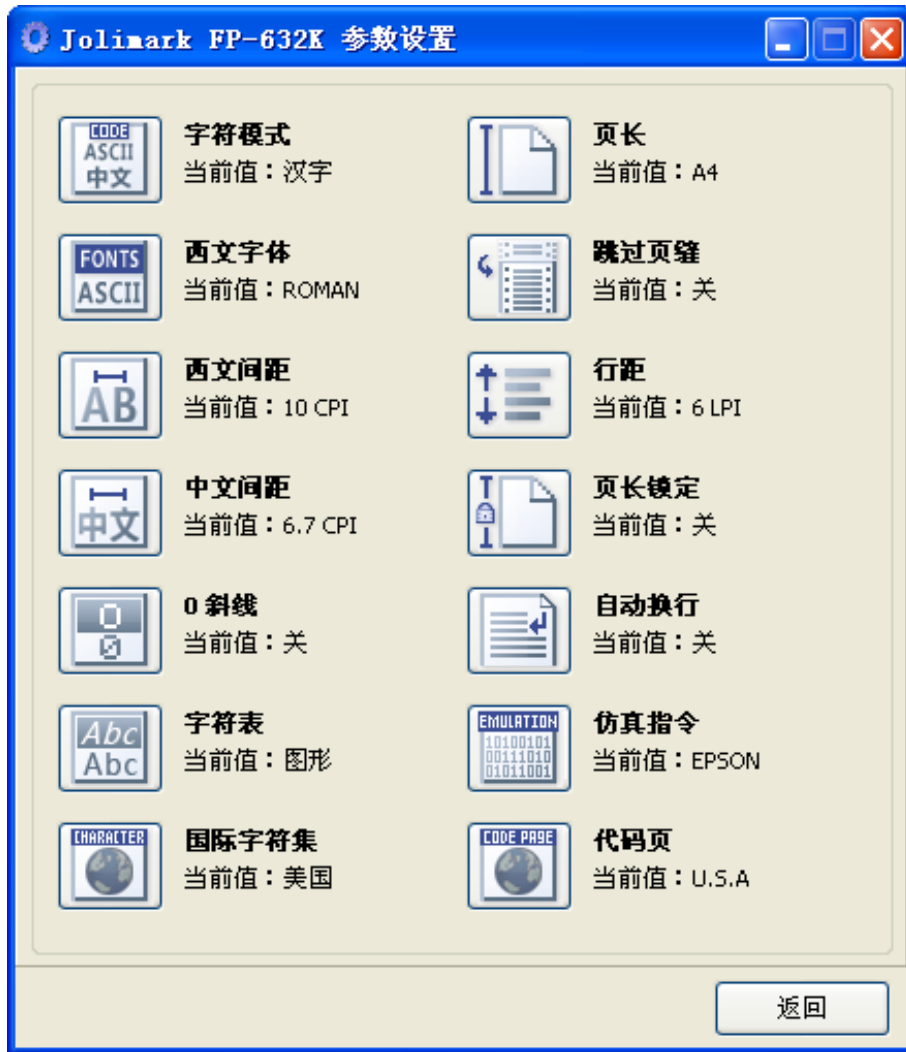 Jolimark FP-632K 参数设置
CODE
ASCII
中文
字符模式
当前值：汉字
页长
当前值：A4
FONTS
ASCII
西文字体
当前值：ROMAN
跳过页缝
当前值：关
AB
西文间距
当前值：10 CPI
行距
当前值：6 LPI
中文
中文间距
当前值：6.7 CPI
页长锁定
当前值：关
0
0
0 斜线
当前值：关
自动换行
当前值：关
Abc
Abc
字符表
当前值：图形
EMULATION
10100101
00111010
01011001
仿真指令
当前值：EPSON
CHARACTER
国际字符集
当前值：美国
CODE PAGE
代码页
当前值：U.S.A
返回